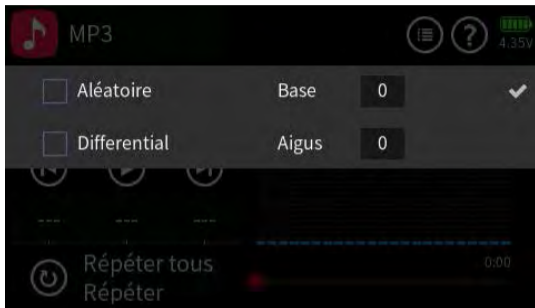 MP3
4.35V
Aléatoire Base 0
Differential Aigus 0
--- --- ---
Répéter tous 0:00
Répéter